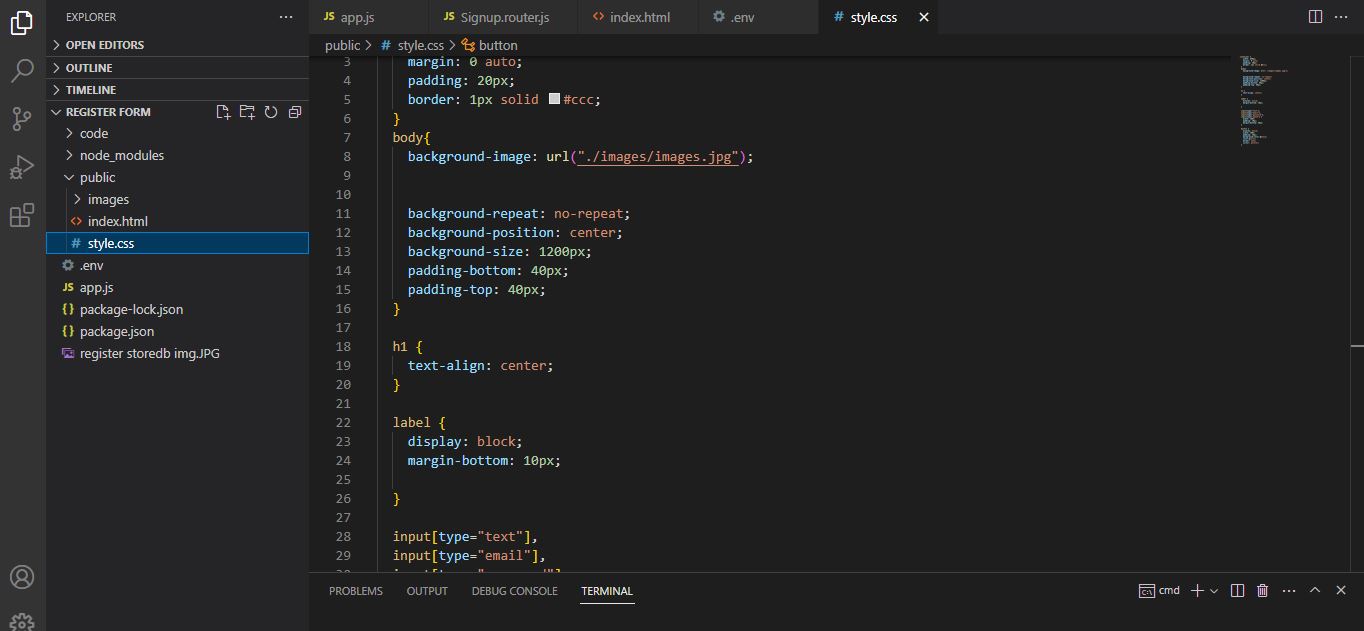 EXPLORER
OPEN EDITORS
OUTLINE
TIMELINE
REGISTER FORM
code
node_modules
public
images
index.html
# style.css
.env
JS app.js
{} package-lock.json
{} package.json
register storedb img.JPG
JS app.js JS Signup.router.js <> index.html .env # style.css
public > # style.css > button
3 margin: 0 auto;
4 padding: 20px;
5 border: 1px solid #ccc;
6 }
7 body{
8 background-image: url("./images/images.jpg");
9
10
11 background-repeat: no-repeat;
12 background-position: center;
13 background-size: 1200px;
14 padding-bottom: 40px;
15 padding-top: 40px;
16 }
17
18 h1 {
19 text-align: center;
20 }
21
22 label {
23 display: block;
24 margin-bottom: 10px;
25
26 }
27
28 input[type="text"],
29 input[type="email"],
PROBLEMS OUTPUT DEBUG CONSOLE TERMINAL
cmd